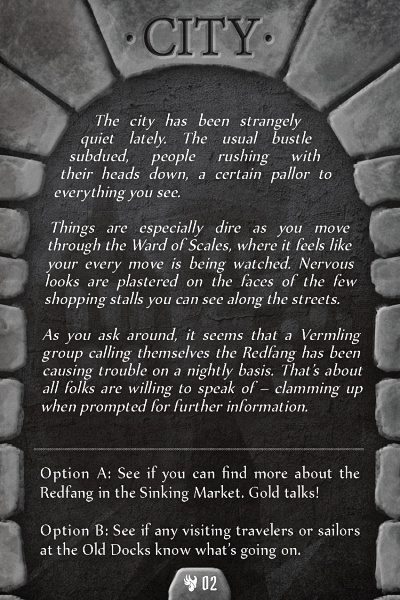 · CITY ·
The city has been strangely
quiet lately. The usual bustle
subdued, people rushing with
their heads down, a certain pallor to
everything you see.
Things are especially dire as you move
through the Ward of Scales, where it feels like
your every move is being watched. Nervous
looks are plastered on the faces of the few
shopping stalls you can see along the streets.
As you ask around, it seems that a Vermling
group calling themselves the Redfang has been
causing trouble on a nightly basis. That's about
all folks are willing to speak of – clamming up
when prompted for further information.
Option A: See if you can find more about the
Redfang in the Sinking Market. Gold talks!
Option B: See if any visiting travelers or sailors
at the Old Docks know what's going on.
02